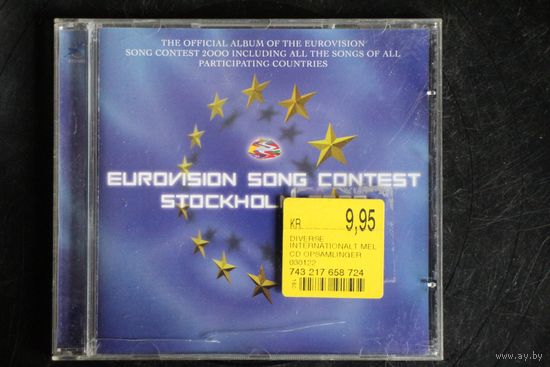 THE OFFICIAL ALBUM OF THE EUROVISION
SONG CONTEST 2000 INCLUDING ALL THE SONGS OF ALL
PARTICIPATING COUNTRIES
EUROVISION SONG CONTEST
STOCKHOL
KR. 9,95
DIVERSE
INTERNATIONALT MEL
CD OPSAMLINGER
030122
743 217 658 724
www.ay.by